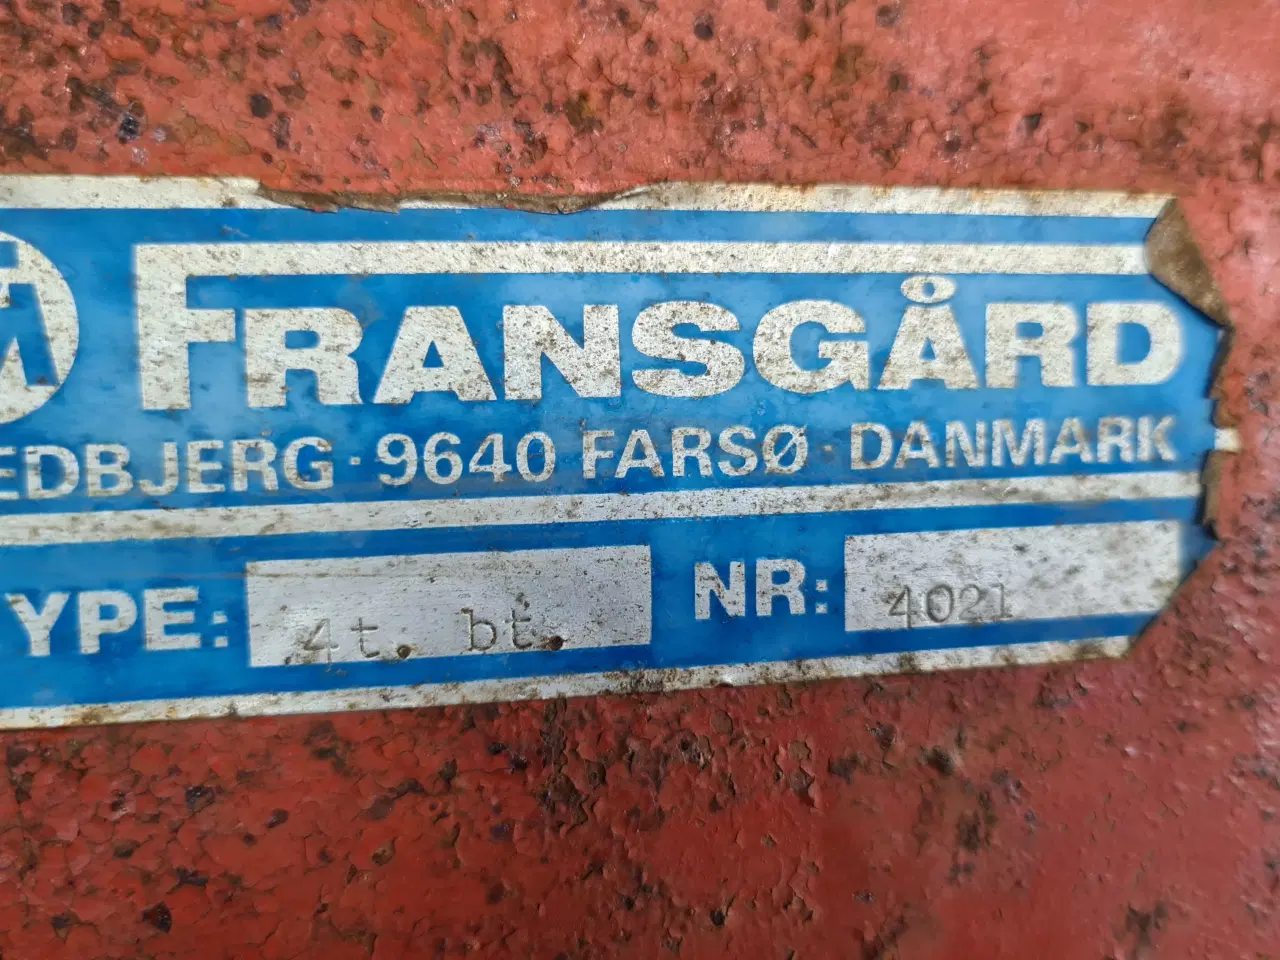 FRANSGÅRD
EDBJERG · 9640 FARSØ · DANMARK
YPE: 4t. bt. NR: 4021